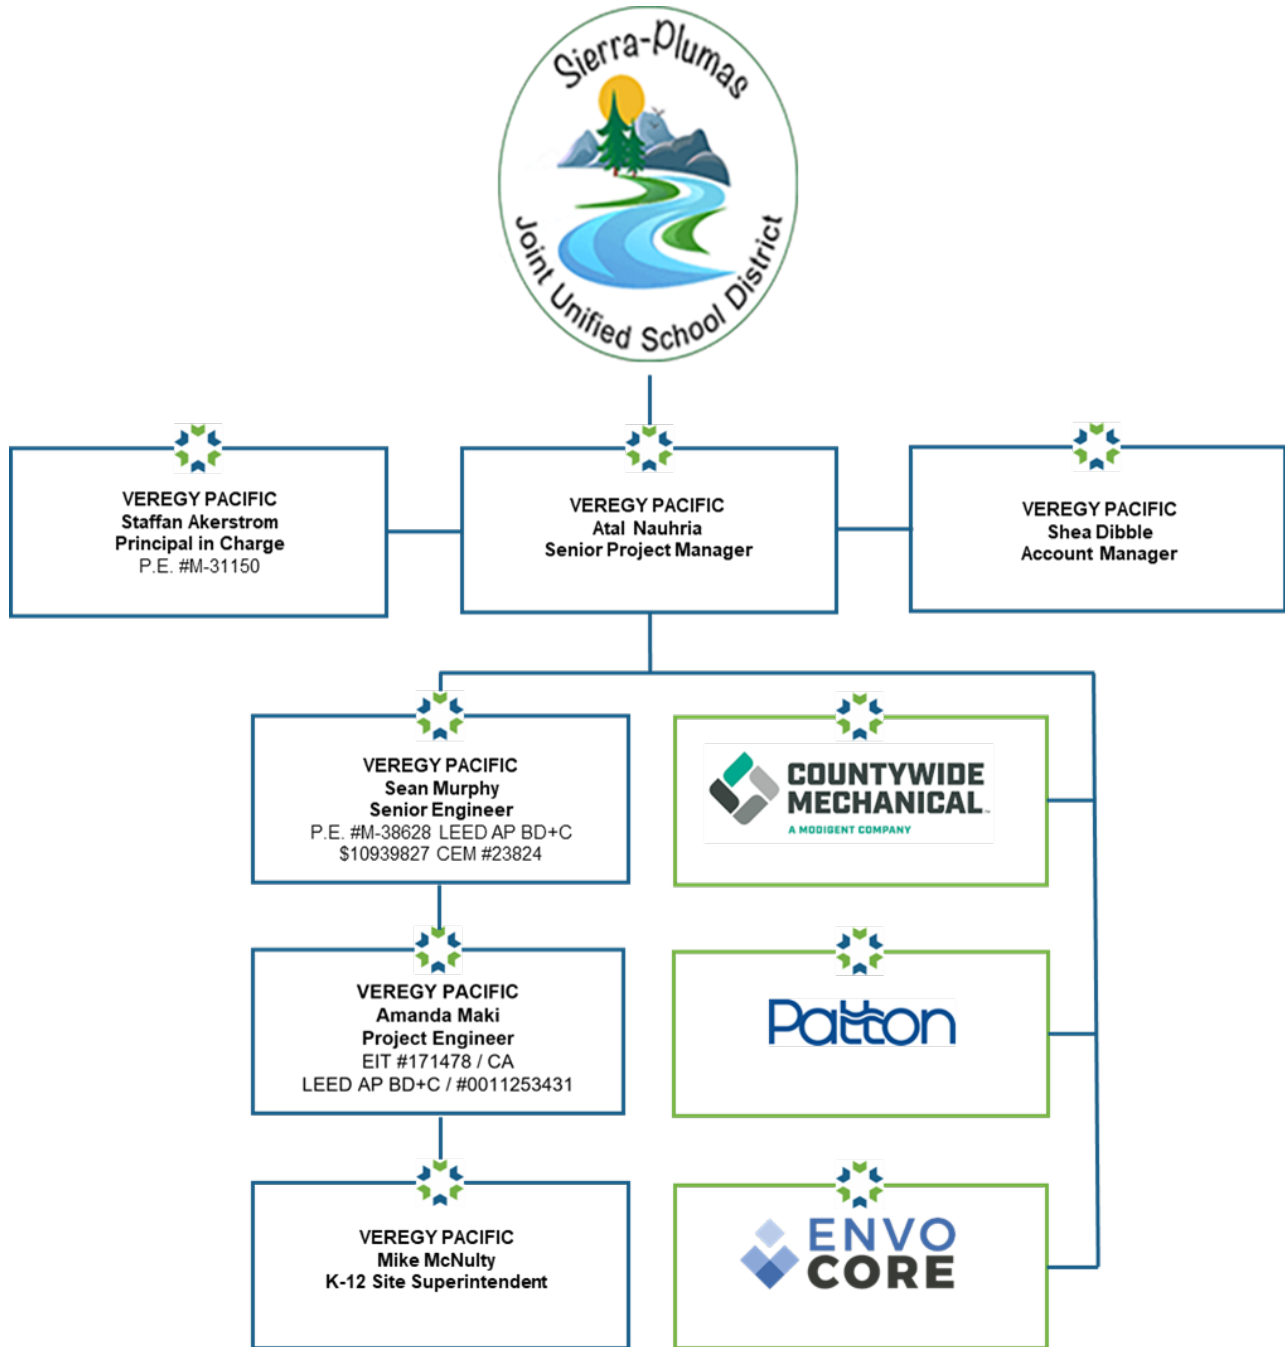 Sierra-Plumas
Joint Unified School District
VEREGY PACIFIC
Staffan Akerstrom
Principal in Charge
P.E. #M-31150
VEREGY PACIFIC
Atal Nauhria
Senior Project Manager
VEREGY PACIFIC
Shea Dibble
Account Manager
VEREGY PACIFIC
Sean Murphy
Senior Engineer
P.E. #M-38628 LEED AP BD+C
$10939827 CEM #23824
COUNTYWIDE
MECHANICAL™
A MODIGENT COMPANY
VEREGY PACIFIC
Amanda Maki
Project Engineer
EIT #171478 / CA
LEED AP BD+C / #0011253431
Patton
VEREGY PACIFIC
Mike McNulty
K-12 Site Superintendent
ENVO
CORE